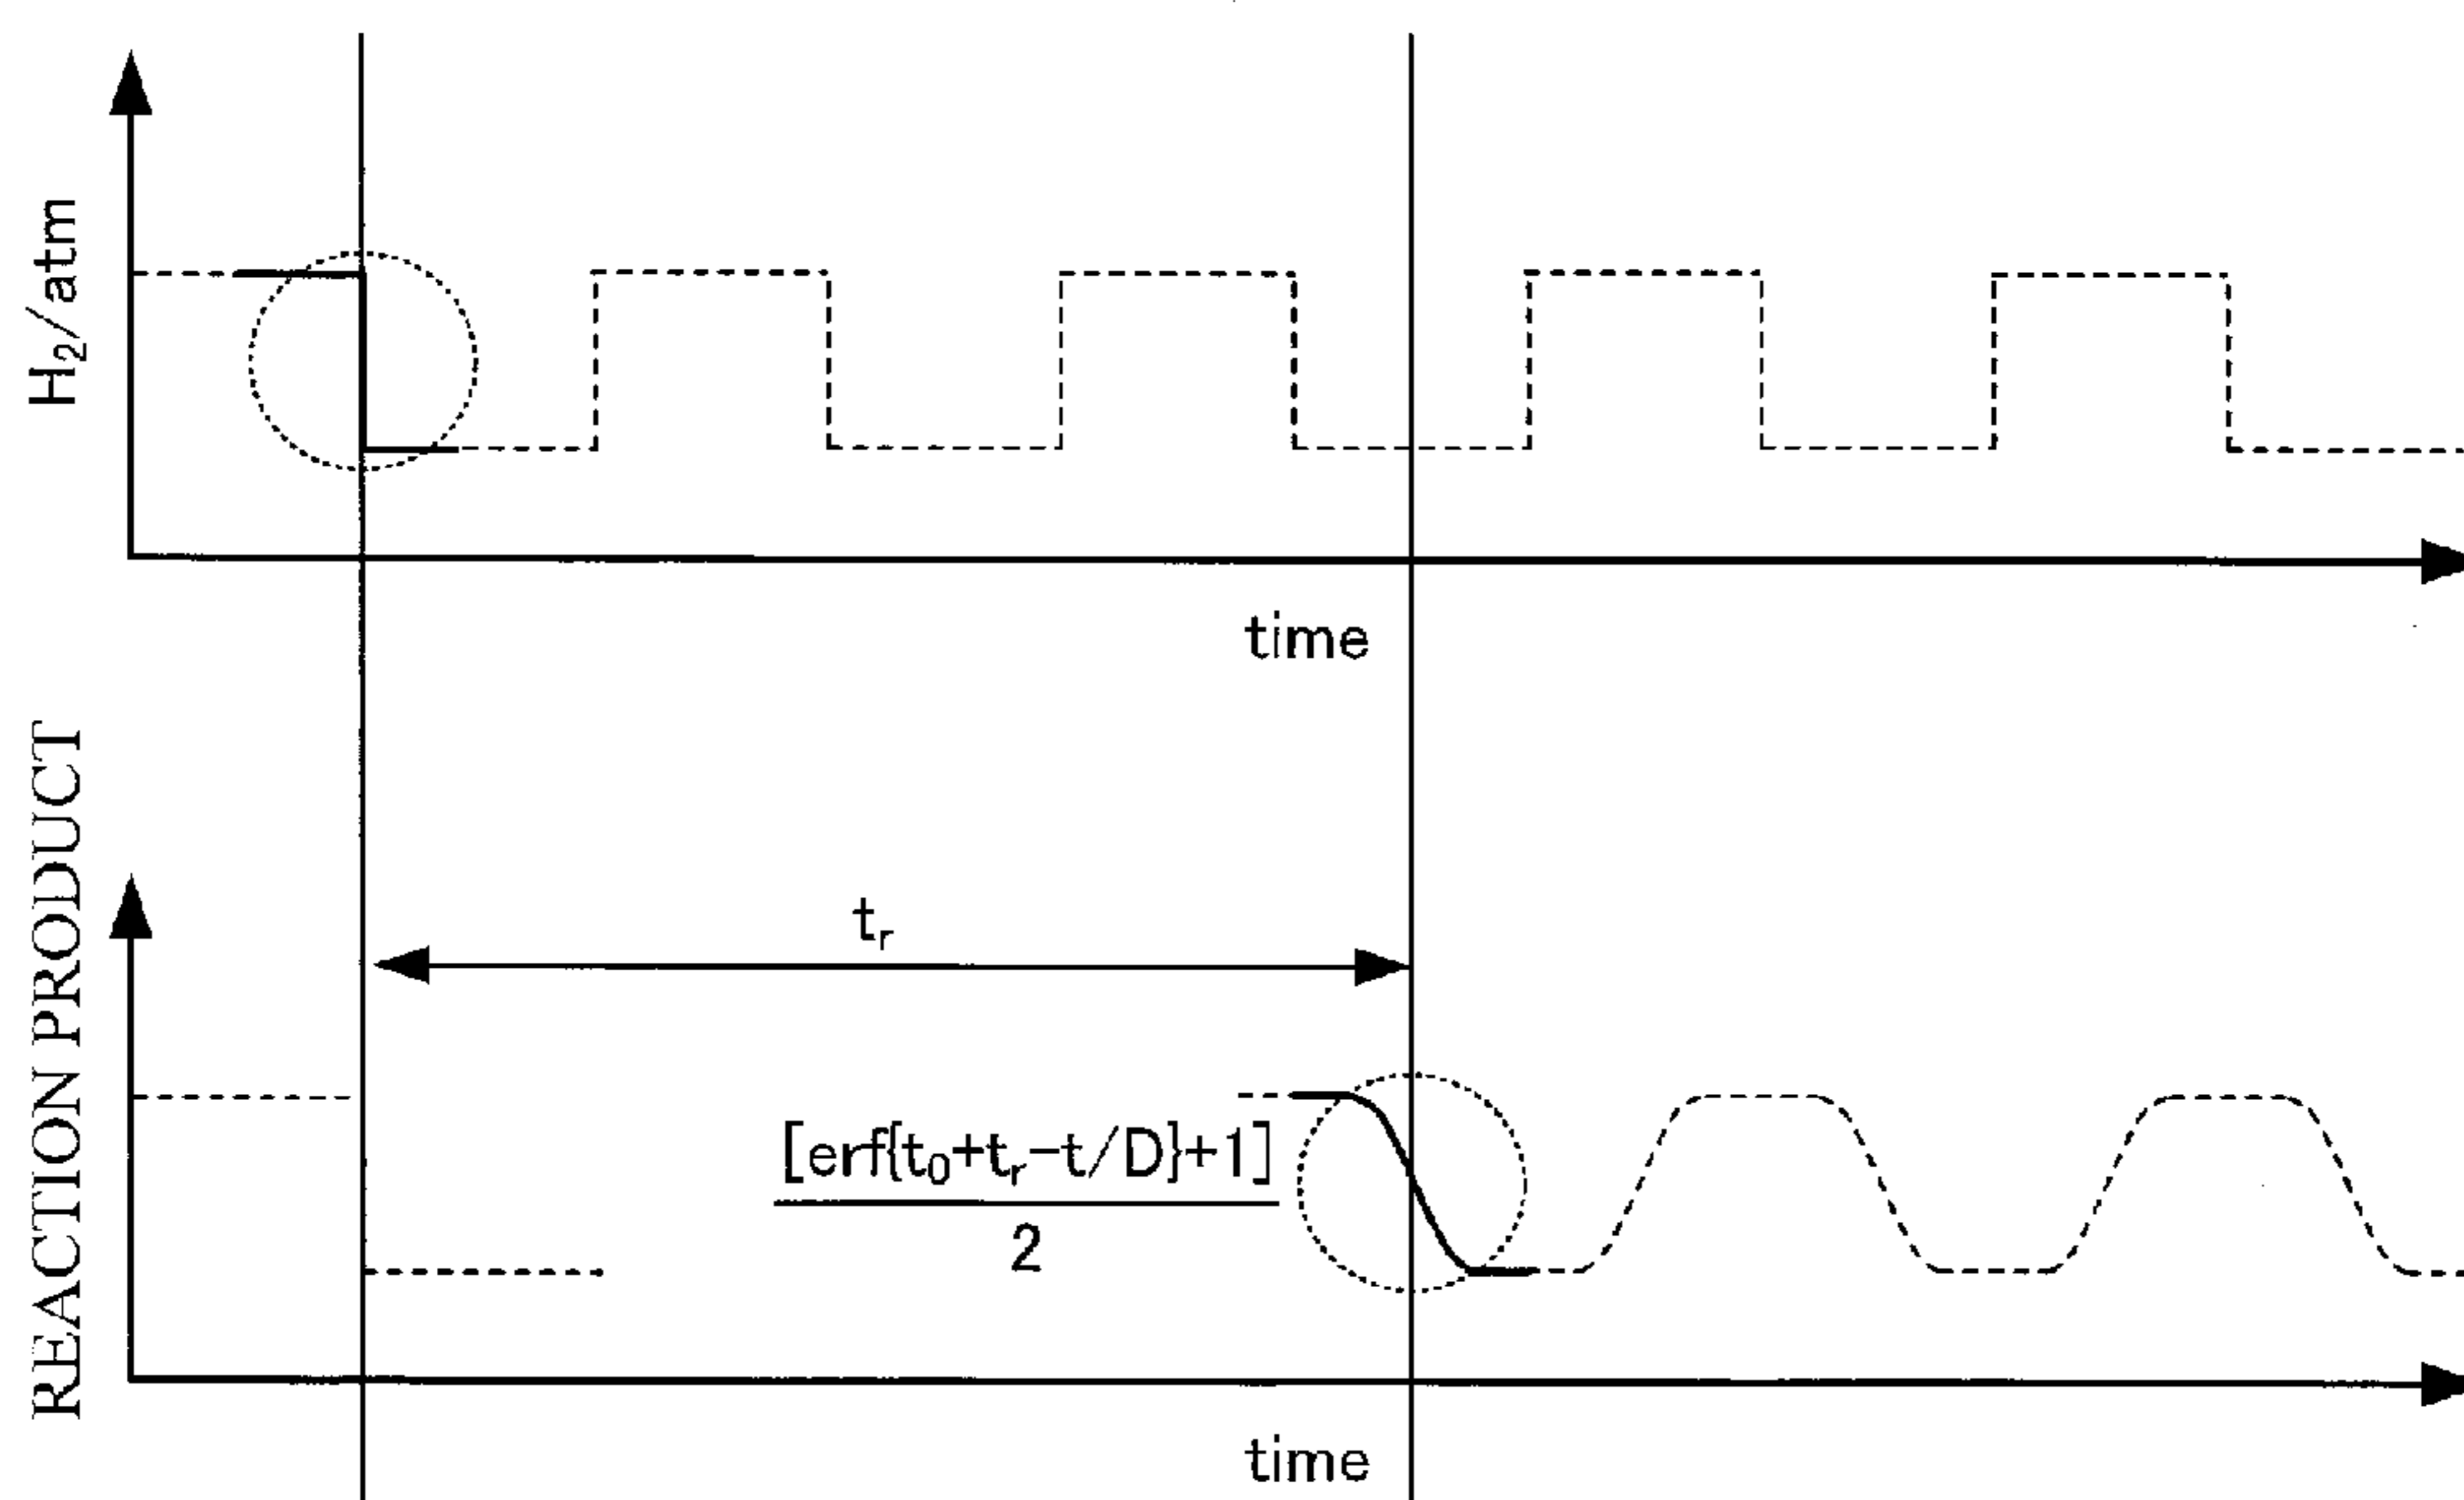 H₂/atm
time
REACTION PRODUCT
tᵣ
[erf{t₀+tᵣ−t/D}+1]
2
time